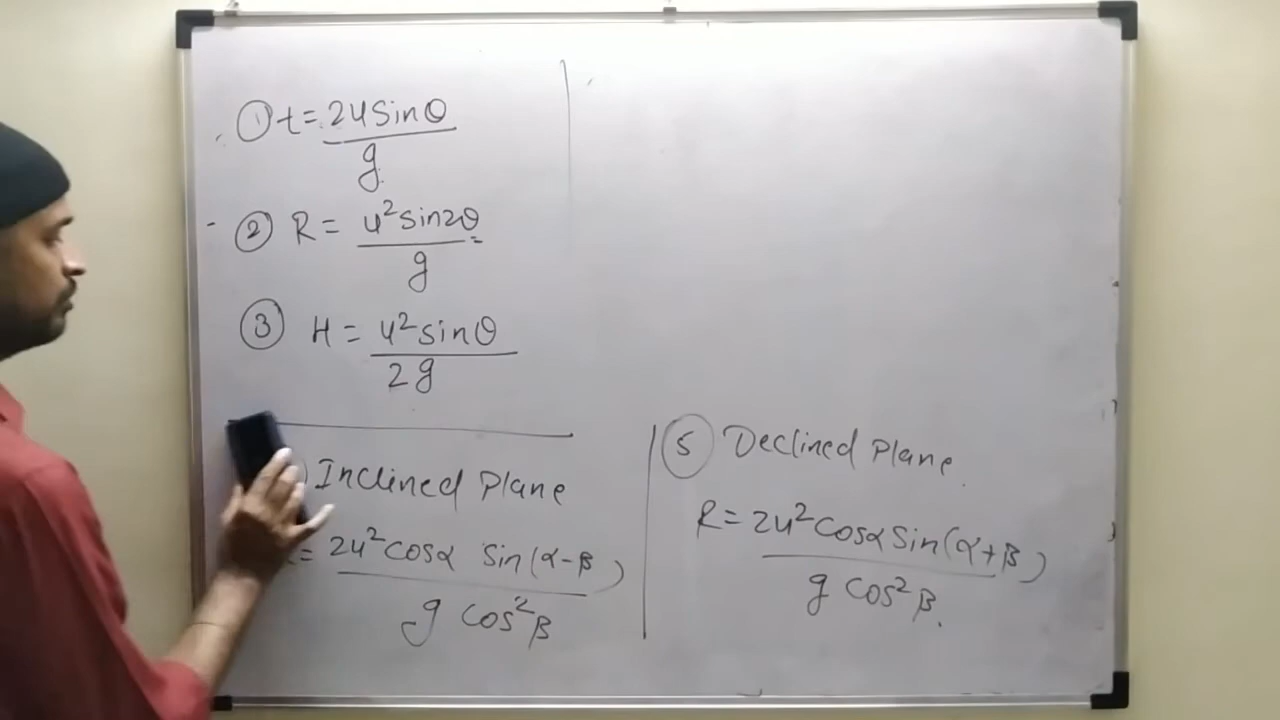 ① t = 2u sinθ
g
② R = u² sin2θ
g
③ H = u² sinθ
2g
Inclined Plane
= 2u² cosα sin(α-β)
g cos²β
⑤ Declined Plane.
R = 2u² cosα sin(α+β)
g cos²β.